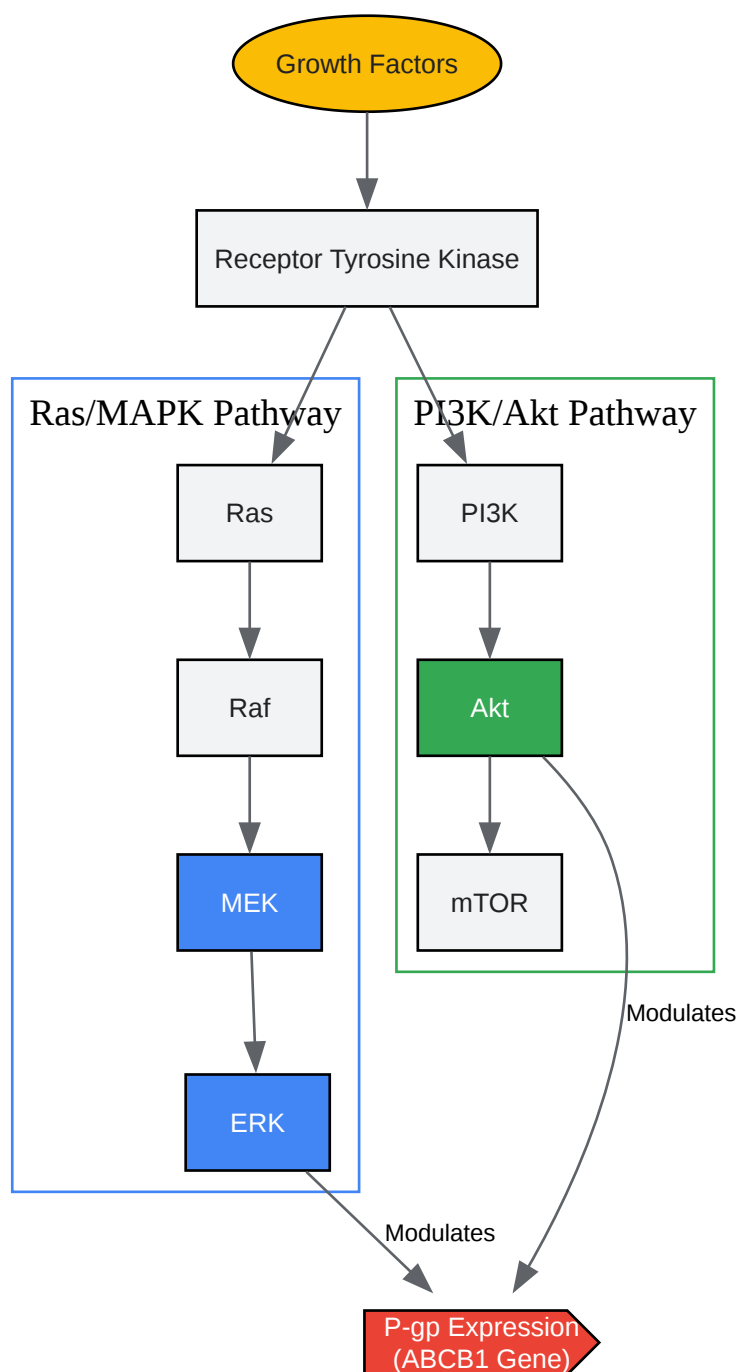 Growth Factors
Receptor Tyrosine Kinase
Ras/MAPK Pathway
PI3K/Akt Pathway
Ras
PI3K
Raf
Akt
MEK
mTOR
Modulates
ERK
Modulates
P-gp Expression
(ABCB1 Gene)